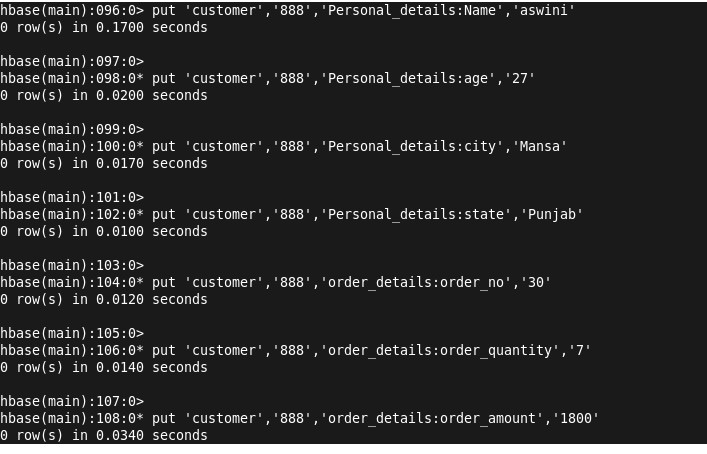 hbase(main):096:0> put 'customer','888','Personal_details:Name','aswini'
0 row(s) in 0.1700 seconds
hbase(main):097:0>
hbase(main):098:0* put 'customer','888','Personal_details:age','27'
0 row(s) in 0.0200 seconds
hbase(main):099:0>
hbase(main):100:0* put 'customer','888','Personal_details:city','Mansa'
0 row(s) in 0.0170 seconds
hbase(main):101:0>
hbase(main):102:0* put 'customer','888','Personal_details:state','Punjab'
0 row(s) in 0.0100 seconds
hbase(main):103:0>
hbase(main):104:0* put 'customer','888','order_details:order_no','30'
0 row(s) in 0.0120 seconds
hbase(main):105:0>
hbase(main):106:0* put 'customer','888','order_details:order_quantity','7'
0 row(s) in 0.0140 seconds
hbase(main):107:0>
hbase(main):108:0* put 'customer','888','order_details:order_amount','1800'
0 row(s) in 0.0340 seconds